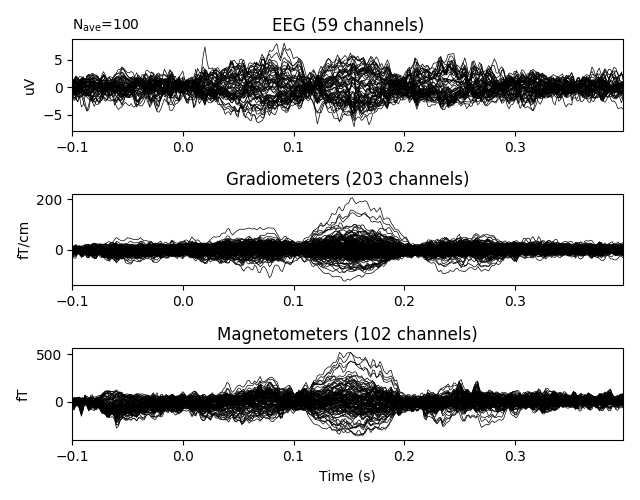 N_ave=100
EEG (59 channels)
uV
5
0
−5
−0.1 0.0 0.1 0.2 0.3
Gradiometers (203 channels)
fT/cm
200
0
−0.1 0.0 0.1 0.2 0.3
Magnetometers (102 channels)
fT
500
0
−0.1 0.0 0.1 0.2 0.3
Time (s)